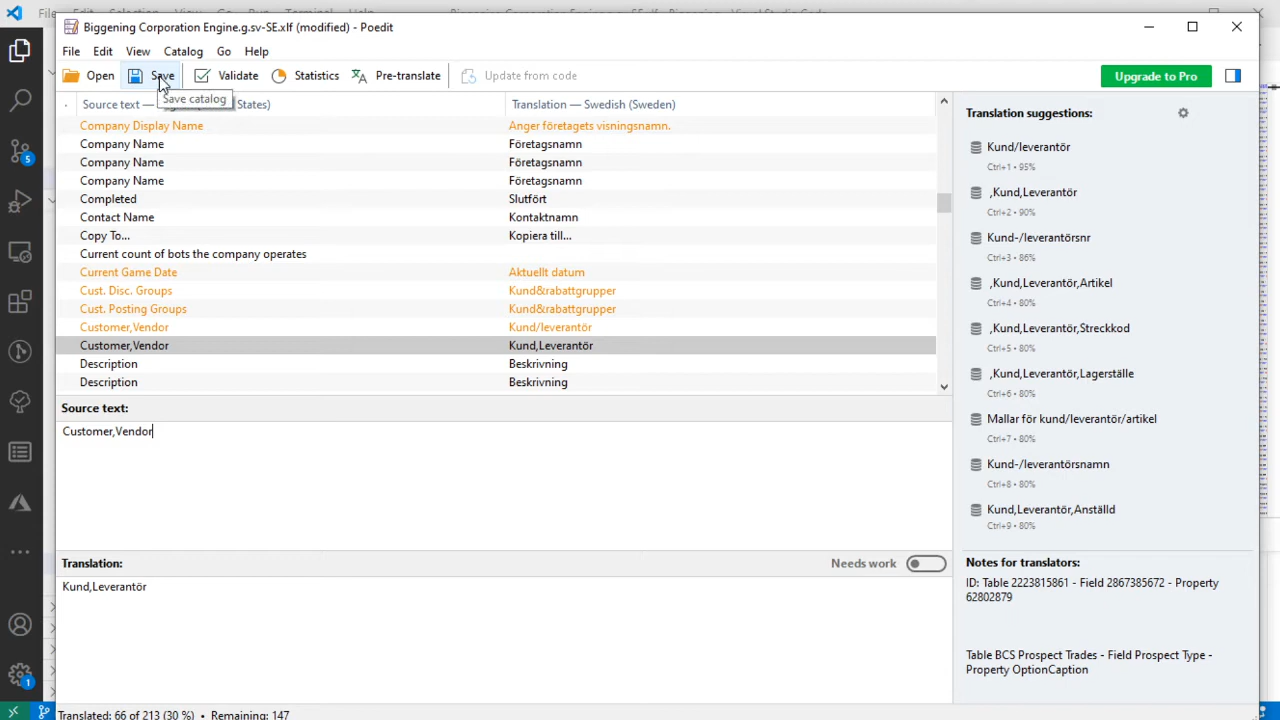 Biggening Corporation Engine.g.sv-SE.xlf (modified) - Poedit
File Edit View Catalog Go Help
Open Save Validate Statistics Pre-translate Update from code Upgrade to Pro
Save catalog
Source text — States) Translation — Swedish (Sweden)
Company Display Name Anger företagets visningsnamn.
Company Name Företagsnamn
Company Name Företagsnamn
Company Name Företagsnamn
Completed Slutfört
Contact Name Kontaktnamn
Copy To... Kopiera till...
Current count of bots the company operates
Current Game Date Aktuellt datum
Cust. Disc. Groups Kund&rabattgrupper
Cust. Posting Groups Kund&rabattgrupper
Customer,Vendor Kund/leverantör
Customer,Vendor Kund,Leverantör
Description Beskrivning
Description Beskrivning
Source text:
Customer,Vendor
Translation: Needs work
Kund,Leverantör
Translated: 66 of 213 (30 %) • Remaining: 147
Translation suggestions:
Kund/leverantör
Ctrl+1 • 95%
,Kund,Leverantör
Ctrl+2 • 90%
Kund-/leverantörsnr
Ctrl+3 • 86%
,Kund,Leverantör,Artikel
Ctrl+4 • 80%
,Kund,Leverantör,Streckkod
Ctrl+5 • 80%
,Kund,Leverantör,Lagerställe
Ctrl+6 • 80%
Mallar för kund/leverantör/artikel
Ctrl+7 • 80%
Kund-/leverantörsnamn
Ctrl+8 • 80%
Kund,Leverantör,Anställd
Ctrl+9 • 80%
Notes for translators:
ID: Table 2223815861 - Field 2867385672 - Property
62802879
Table BCS Prospect Trades - Field Prospect Type -
Property OptionCaption
5
1